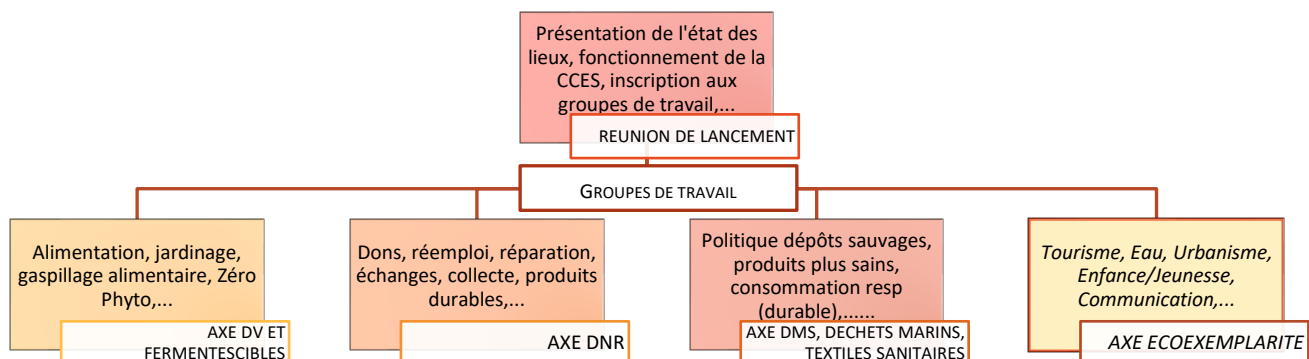 Présentation de l'état des
lieux, fonctionnement de la
CCES, inscription aux
groupes de travail,...
REUNION DE LANCEMENT
GROUPES DE TRAVAIL
Alimentation, jardinage,
gaspillage alimentaire, Zéro
Phyto,...
AXE DV ET
FERMENTESCIBLES
Dons, réemploi, réparation,
échanges, collecte, produits
durables,...
AXE DNR
Politique dépôts sauvages,
produits plus sains,
consommation resp
(durable),......
AXE DMS, DECHETS MARINS,
TEXTILES SANITAIRES
Tourisme, Eau, Urbanisme,
Enfance/Jeunesse,
Communication,...
AXE ECOEXEMPLARITE